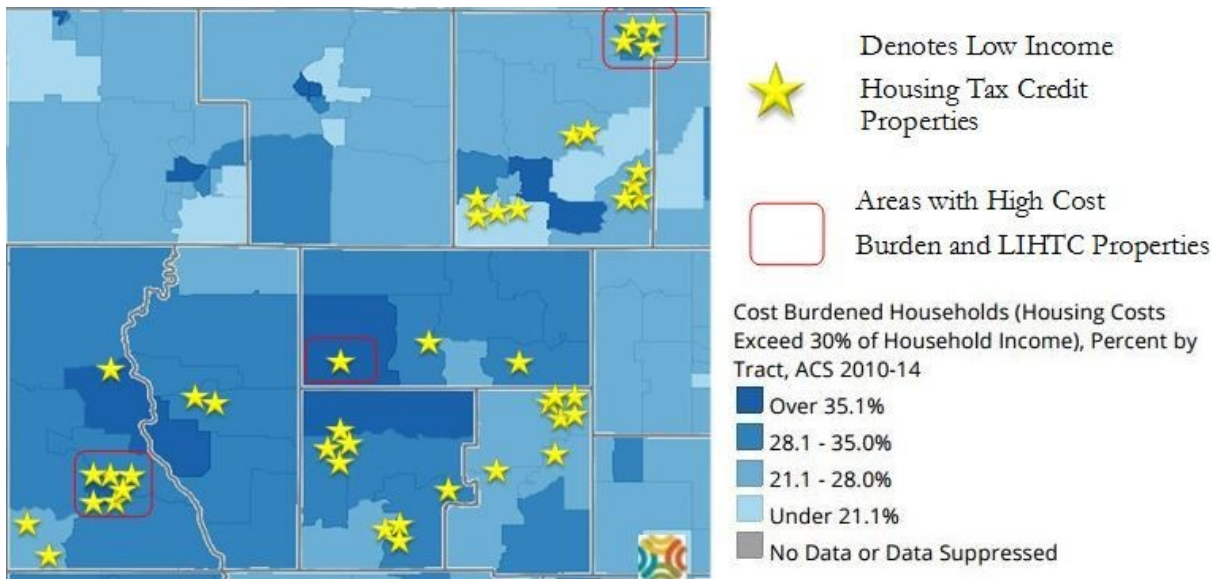 Denotes Low Income
Housing Tax Credit
Properties
Areas with High Cost
Burden and LIHTC Properties
Cost Burdened Households (Housing Costs
Exceed 30% of Household Income), Percent by
Tract, ACS 2010-14
Over 35.1%
28.1 - 35.0%
21.1 - 28.0%
Under 21.1%
No Data or Data Suppressed